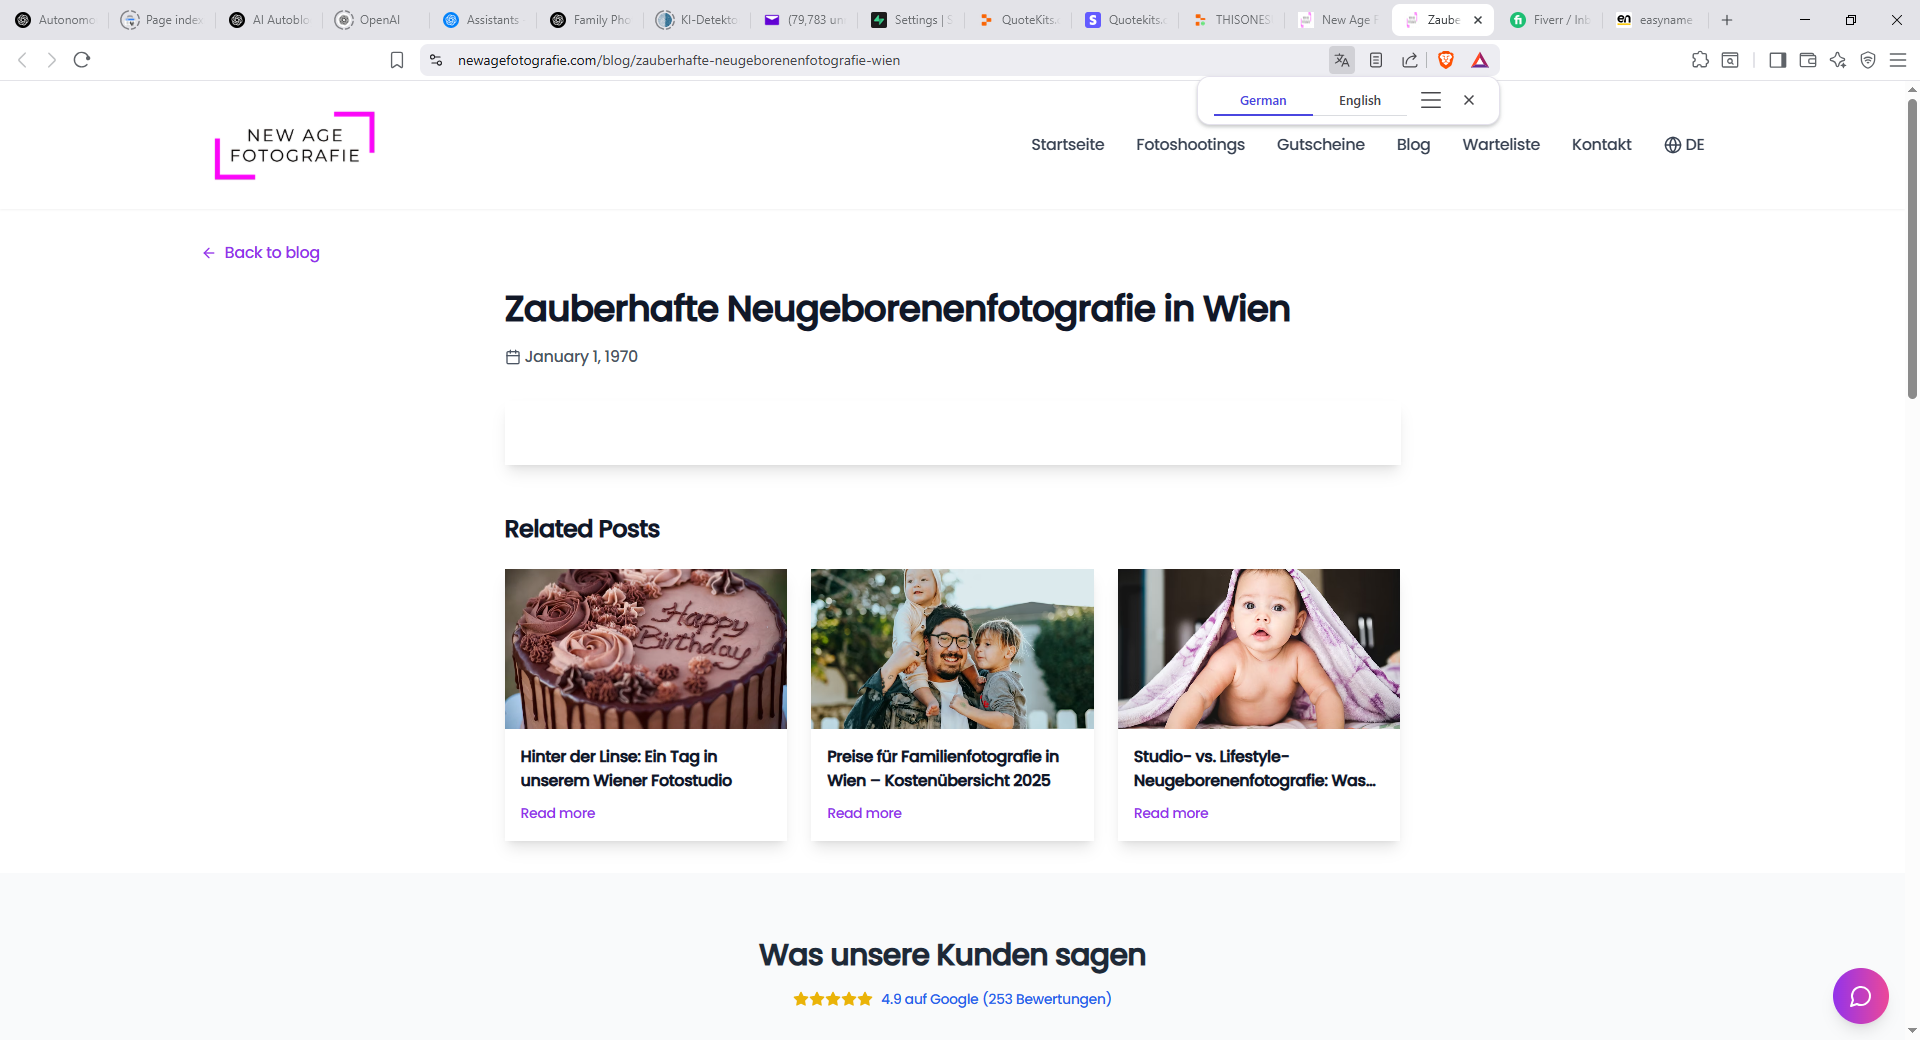 Autonomo
Page index
AI Autoblo
OpenAI
Assistants
Family Pho
KI-Detekto
(79,783 un
Settings | S
QuoteKits.
Quotekits.c
THISONES
New Age F
Zaube
Fiverr / Inb
easyname
newagefotografie.com/blog/zauberhafte-neugeborenenfotografie-wien
German
English
NEW AGE
FOTOGRAFIE
Startseite
Fotoshootings
Gutscheine
Blog
Warteliste
Kontakt
DE
Back to blog
Zauberhafte Neugeborenenfotografie in Wien
January 1, 1970
Related Posts
Happy
Birthday
Hinter der Linse: Ein Tag in
unserem Wiener Fotostudio
Read more
Preise für Familienfotografie in
Wien – Kostenübersicht 2025
Read more
Studio- vs. Lifestyle-
Neugeborenenfotografie: Was...
Read more
Was unsere Kunden sagen
4.9 auf Google (253 Bewertungen)